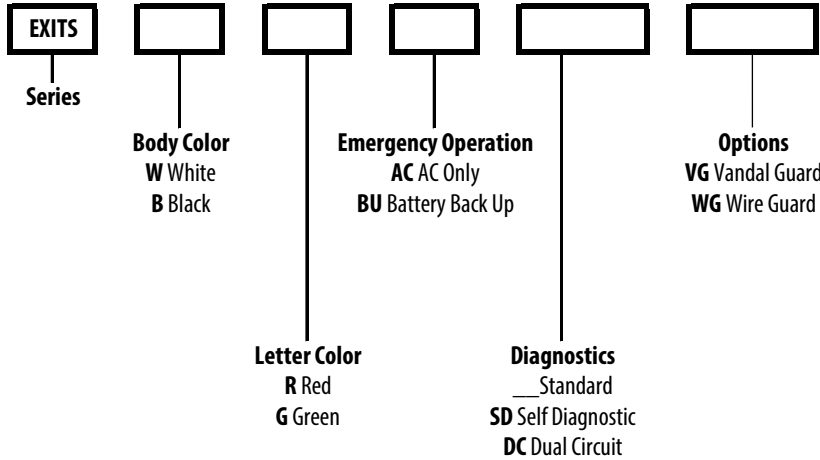 EXITS
Series
Body Color
W White
B Black
Emergency Operation
AC AC Only
BU Battery Back Up
Options
VG Vandal Guard
WG Wire Guard
Letter Color
R Red
G Green
Diagnostics
__Standard
SD Self Diagnostic
DC Dual Circuit